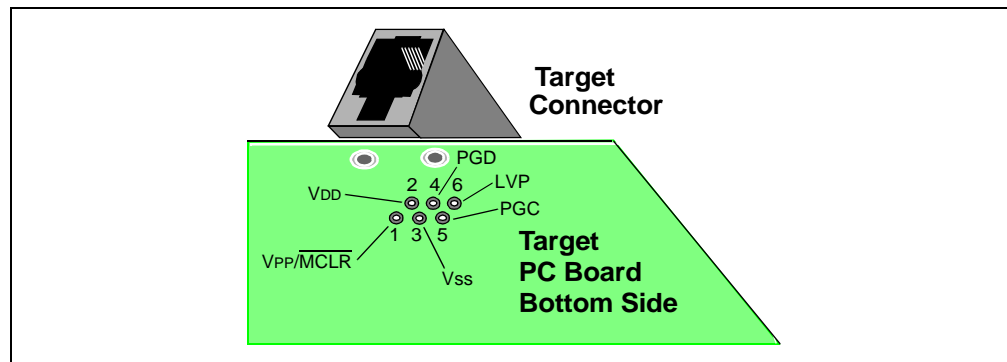 Target
Connector
PGD
2 4 6
LVP
VDD
PGC
1 3 5
VPP/MCLR
VSS
Target
PC Board
Bottom Side